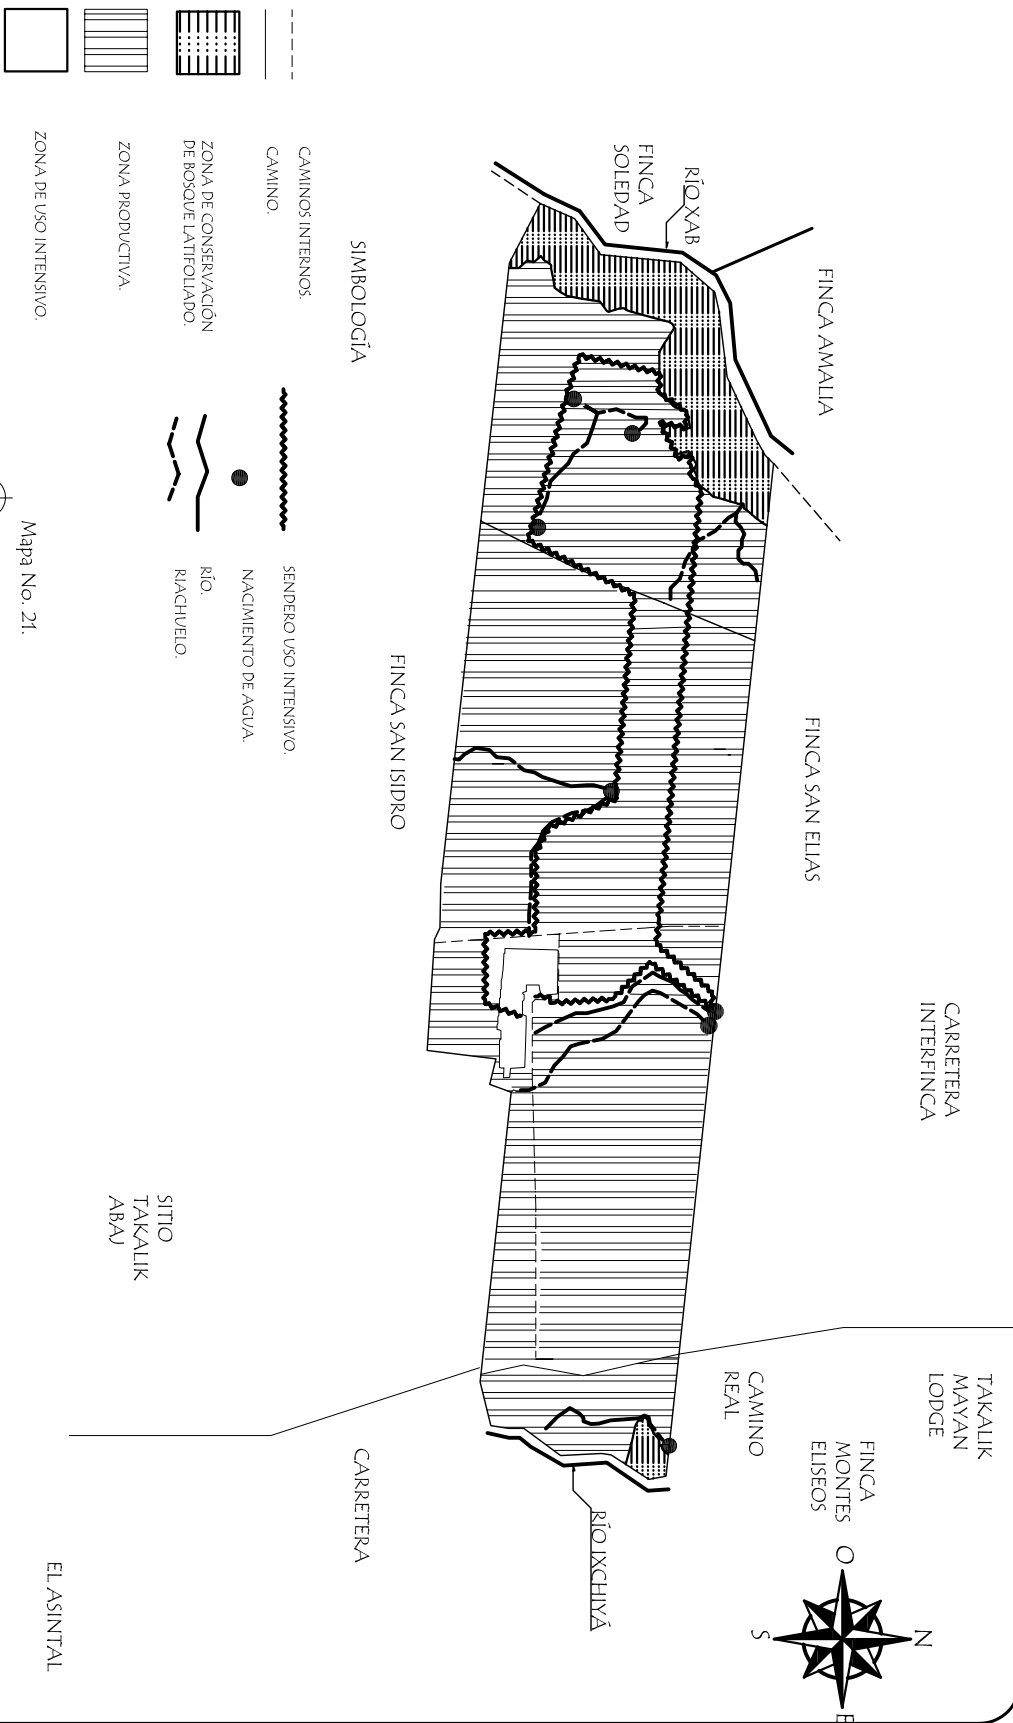 TAKALIK
MAYAN
LODGE
CARRETERA
INTERFINCA
FINCA
MONTES
ELISEOS
N
O
E
S
FINCA AMALIA
FINCA SAN ELIAS
CAMINO
REAL
RÍO XAB
FINCA
SOLEDAD
RÍO IXCHIYÁ
FINCA SAN ISIDRO
CARRETERA
SIMBOLOGÍA
CAMINOS INTERNOS.
CAMINO.
ZONA DE CONSERVACIÓN
DE BOSQUE LATIFOLIADO.
ZONA PRODUCTIVA.
ZONA DE USO INTENSIVO.
SENDERO USO INTENSIVO.
NACIMIENTO DE AGUA.
RÍO.
RIACHUELO.
SITIO
TAKALIK
ABAJ
EL ASINTAL
Mapa No. 21.